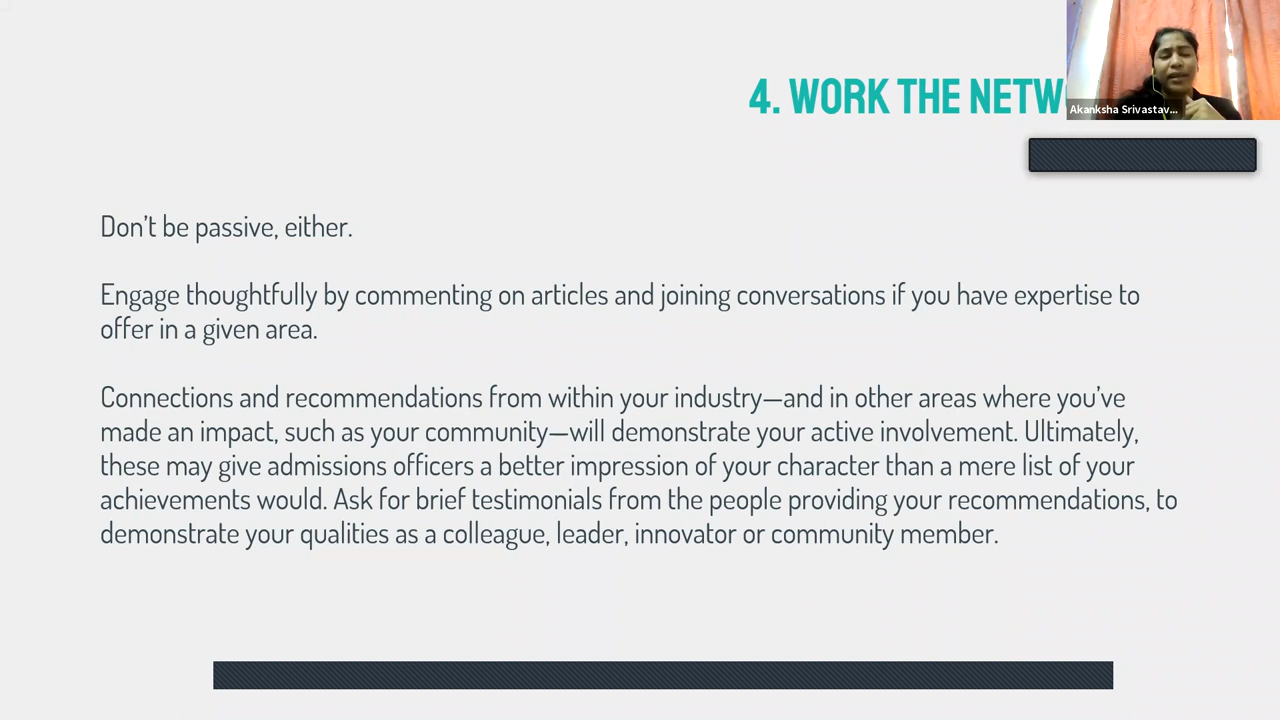 4. WORK THE NETW
Akanksha Srivastav...
Don't be passive, either.
Engage thoughtfully by commenting on articles and joining conversations if you have expertise to
offer in a given area.
Connections and recommendations from within your industry—and in other areas where you've
made an impact, such as your community—will demonstrate your active involvement. Ultimately,
these may give admissions officers a better impression of your character than a mere list of your
achievements would. Ask for brief testimonials from the people providing your recommendations, to
demonstrate your qualities as a colleague, leader, innovator or community member.